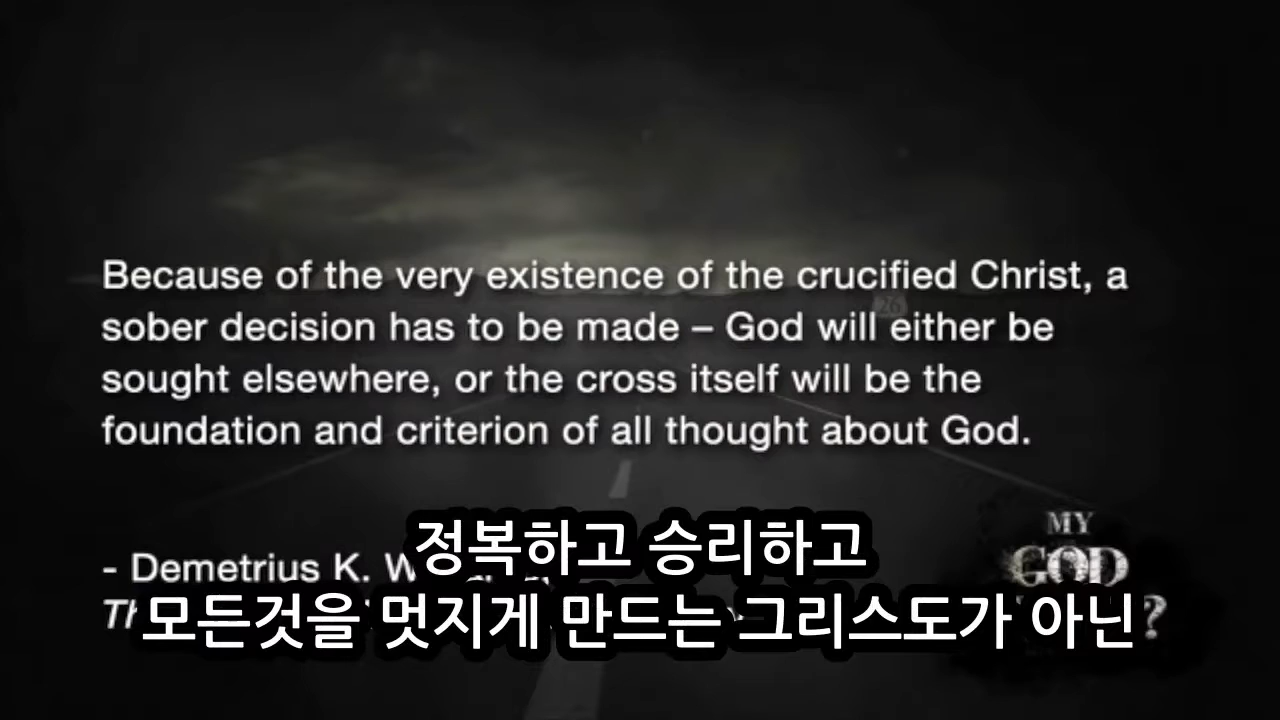 Because of the very existence of the crucified Christ, a
sober decision has to be made – God will either be
sought elsewhere, or the cross itself will be the
foundation and criterion of all thought about God.
- Demetrius K.
정복하고 승리하고
모든것을 멋지게 만드는 그리스도가 아닌
MY
GOD
?
26